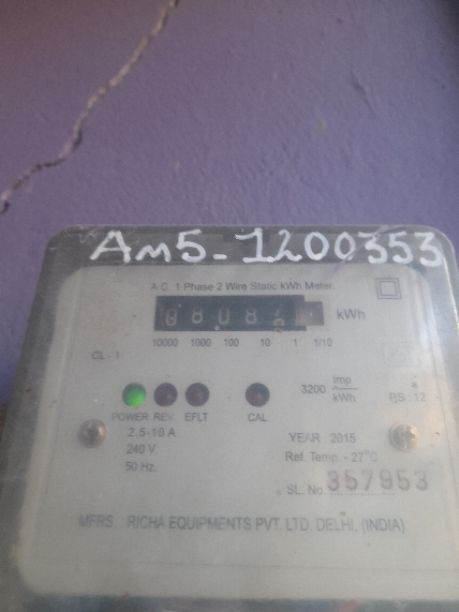 Am5-1200353
A.C. 1 Phase 2 Wire Static kWh Meter.
kWh
10000 1000 100 10 1 1/10
CL - 1
3200 Imp/kWh
RS : 12
POWER REV. EFLT CAL
2.5-10 A
240 V
50 Hz.
YEAR : 2015
Ref. Temp. - 27°C
SL. No. 357953
MFRS : RICHA EQUIPMENTS PVT. LTD. DELHI, (INDIA)